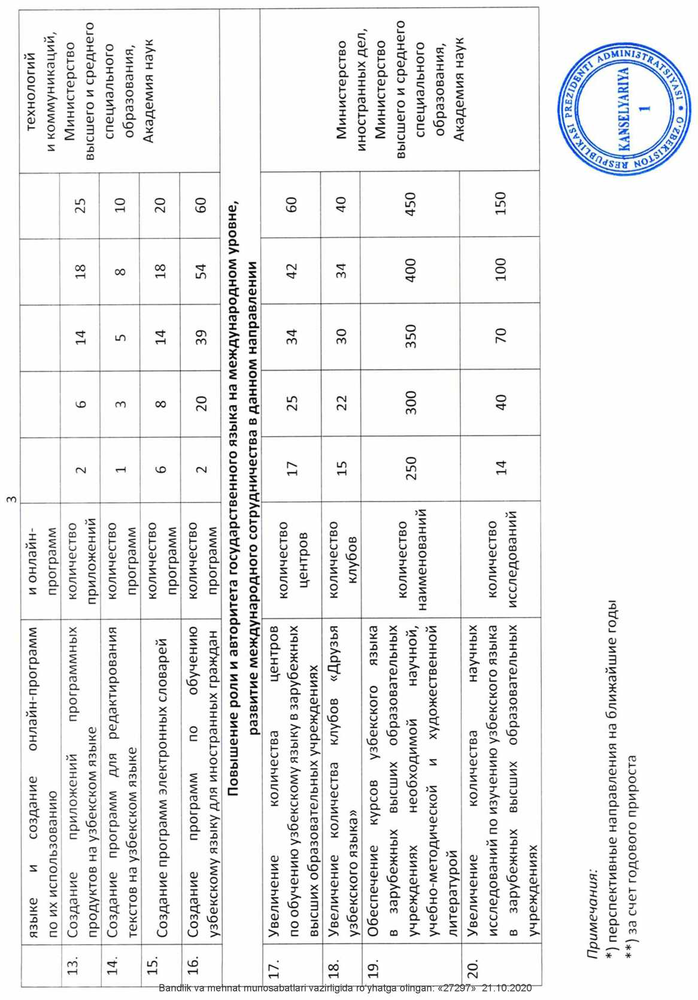 3
языке и создание онлайн-программ
по их использованию
и онлайн-
программ
технологий
и коммуникаций,
Министерство
высшего и среднего
специального
образования,
Академия наук
13.
Создание приложений программных
продуктов на узбекском языке
количество
приложений
2
6
14
18
25
14.
Создание программ для редактирования
текстов на узбекском языке
количество
программ
1
3
5
8
10
15.
Создание программ электронных словарей
количество
программ
6
8
14
18
20
16.
Создание программ по обучению
узбекскому языку для иностранных граждан
количество
программ
2
20
39
54
60
Повышение роли и авторитета государственного языка на международном уровне,
развитие международного сотрудничества в данном направлении
17.
Увеличение количества центров
по обучению узбекскому языку в зарубежных
высших образовательных учреждениях
количество
центров
17
25
34
42
60
Министерство
иностранных дел,
Министерство
высшего и среднего
специального
образования,
Академия наук
18.
Увеличение количества клубов «Друзья
узбекского языка»
количество
клубов
15
22
30
34
40
19.
Обеспечение курсов узбекского языка
в зарубежных высших образовательных
учреждениях необходимой научной,
учебно-методической и художественной
литературой
количество
наименований
250
300
350
400
450
20.
Увеличение количества научных
исследований по изучению узбекского языка
в зарубежных высших образовательных
учреждениях
количество
исследований
14
40
70
100
150
Примечания:
*) перспективные направления на ближайшие годы
**) за счет годового прироста
O'ZBEKISTON RESPUBLIKASI PREZIDENTI ADMINISTRATSIYASI *
KANSELYARIYA
1
Bandlik va mehnat munosabatlari vazirligida ro'yhatga olingan: «27297» 21.10.2020